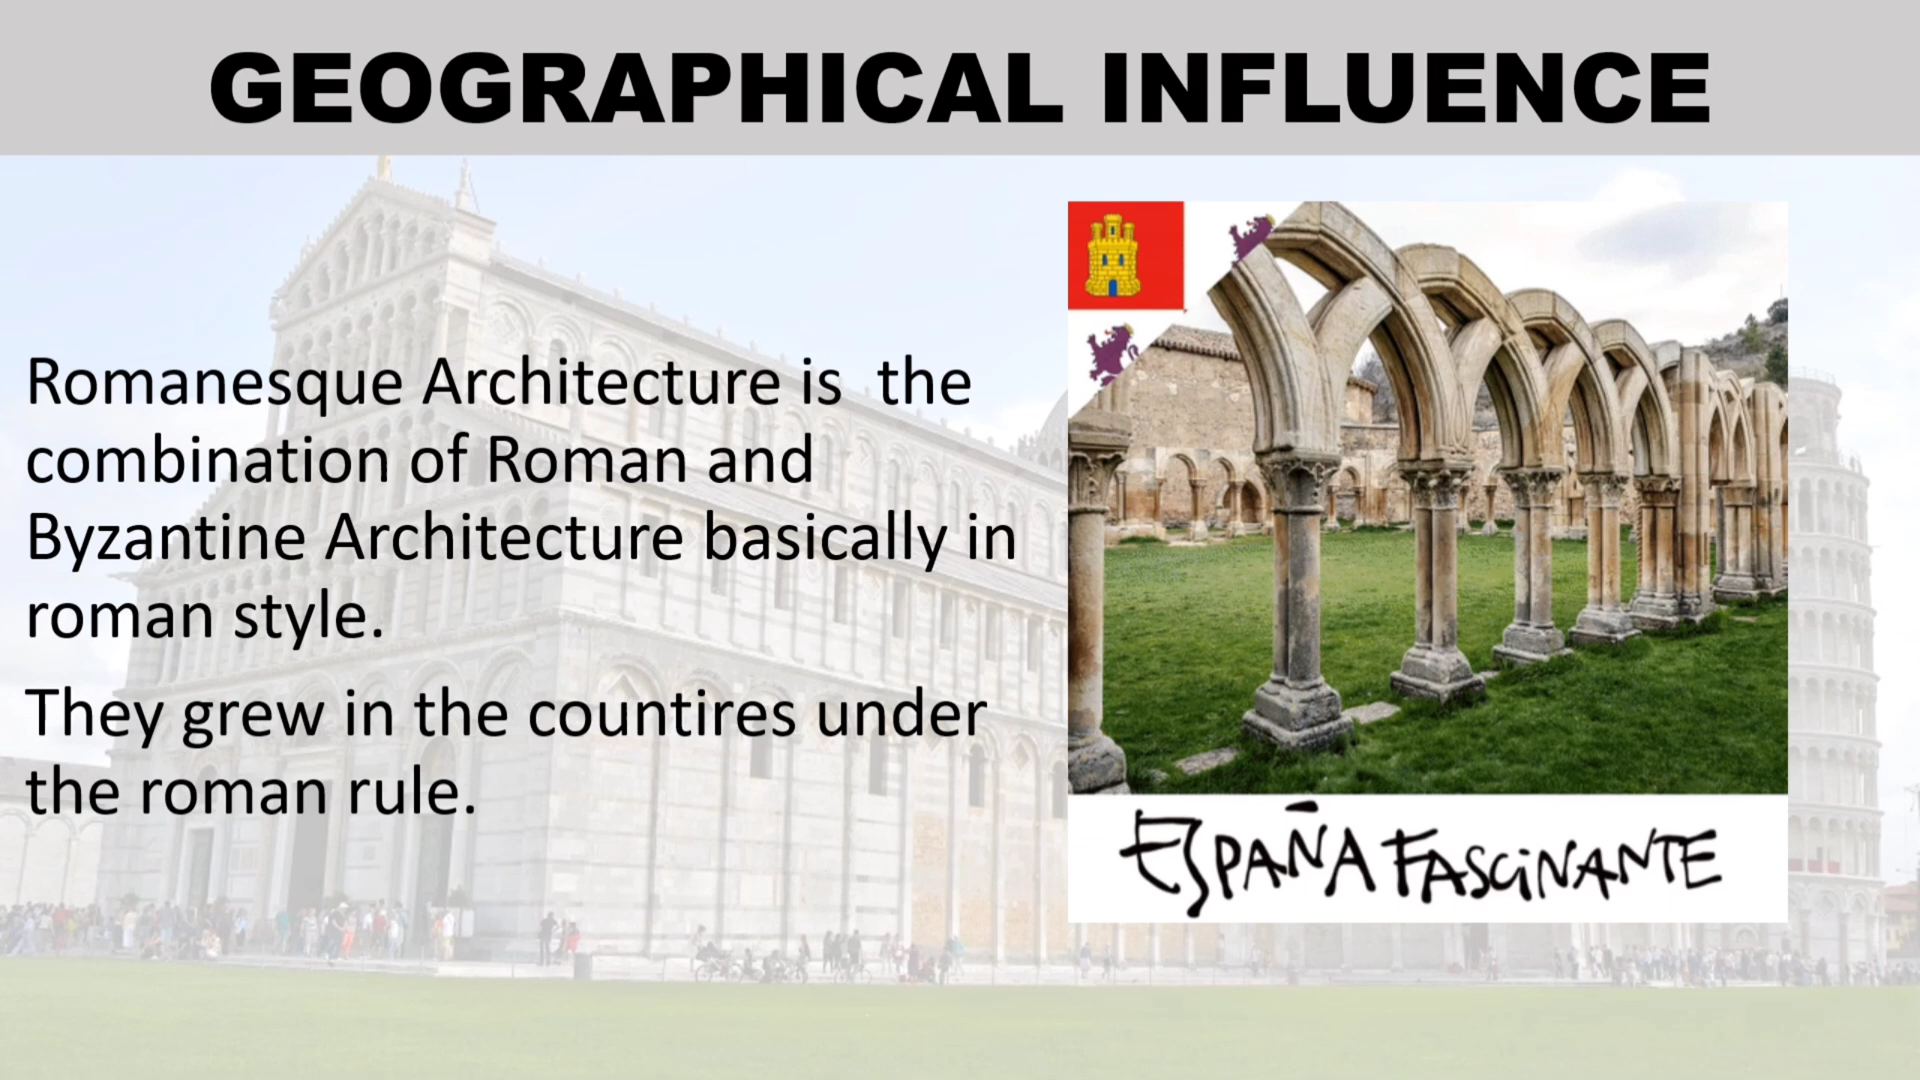 GEOGRAPHICAL INFLUENCE
Romanesque Architecture is  the
combination of Roman and
Byzantine Architecture basically in
roman style.
They grew in the countires under
the roman rule.
ESPAÑA FASCiNANTE